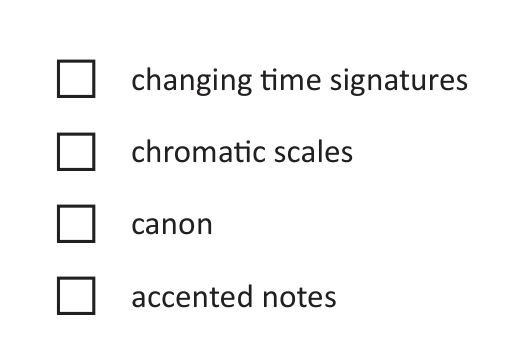 changing time signatures
chromatic scales
canon
accented notes